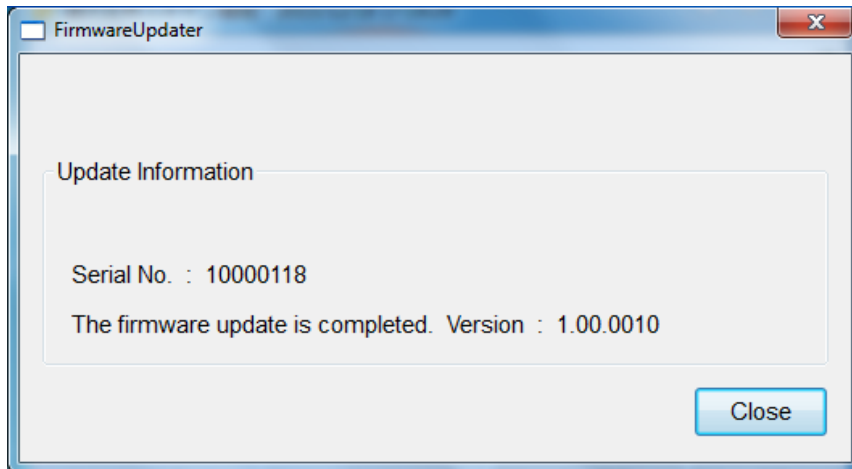 FirmwareUpdater
Update Information
Serial No. : 10000118
The firmware update is completed. Version : 1.00.0010
Close